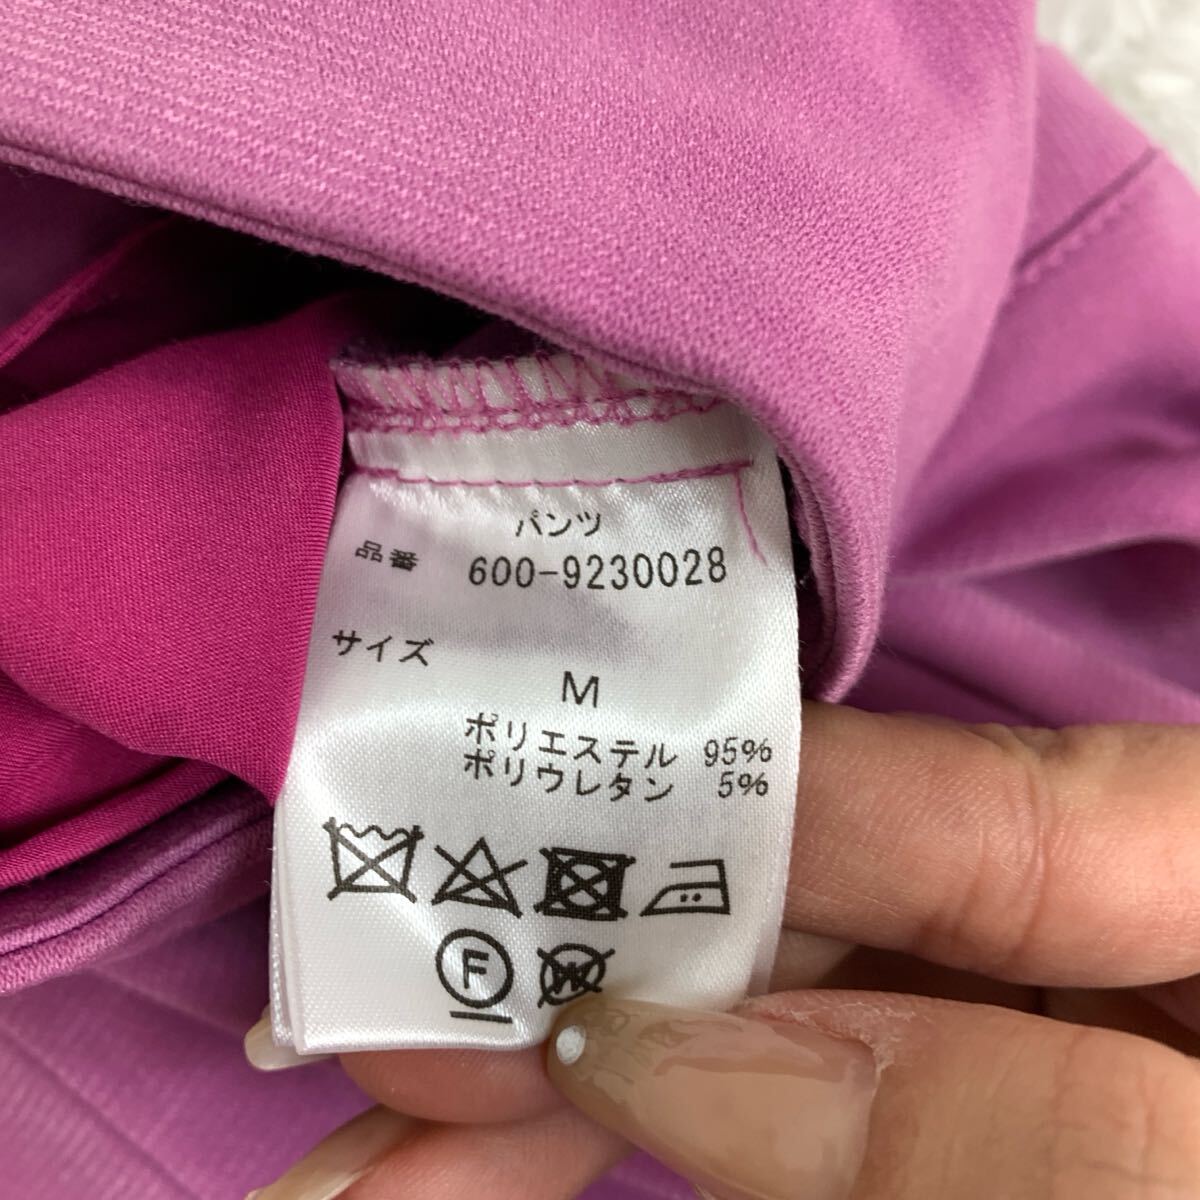 パンツ
品番 600-9230028
サイズ
M
ポリエステル 95%
ポリウレタン 5%
F W